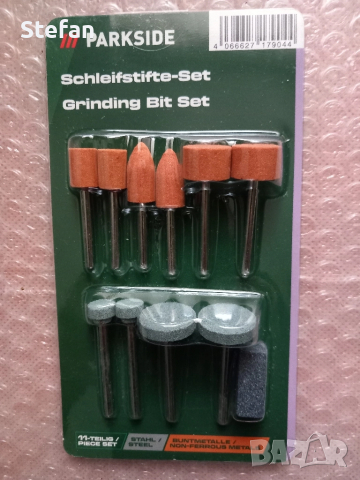 Stefan
PARKSIDE
4 066627 179044
Schleifstifte-Set
Grinding Bit Set
11-TEILIG /
PIECE SET
STAHL /
STEEL
BUNTMETALLE /
NON-FERROUS METALS
BAZAR